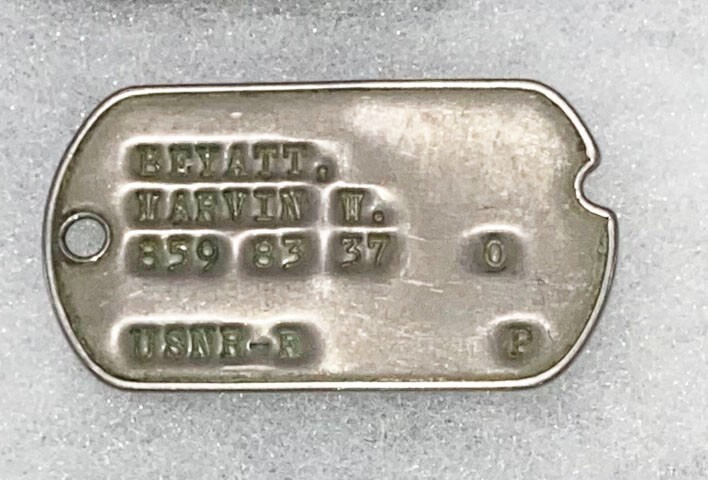 BEYATT,
MARVIN W.
859 83 37 O
USNR-R P